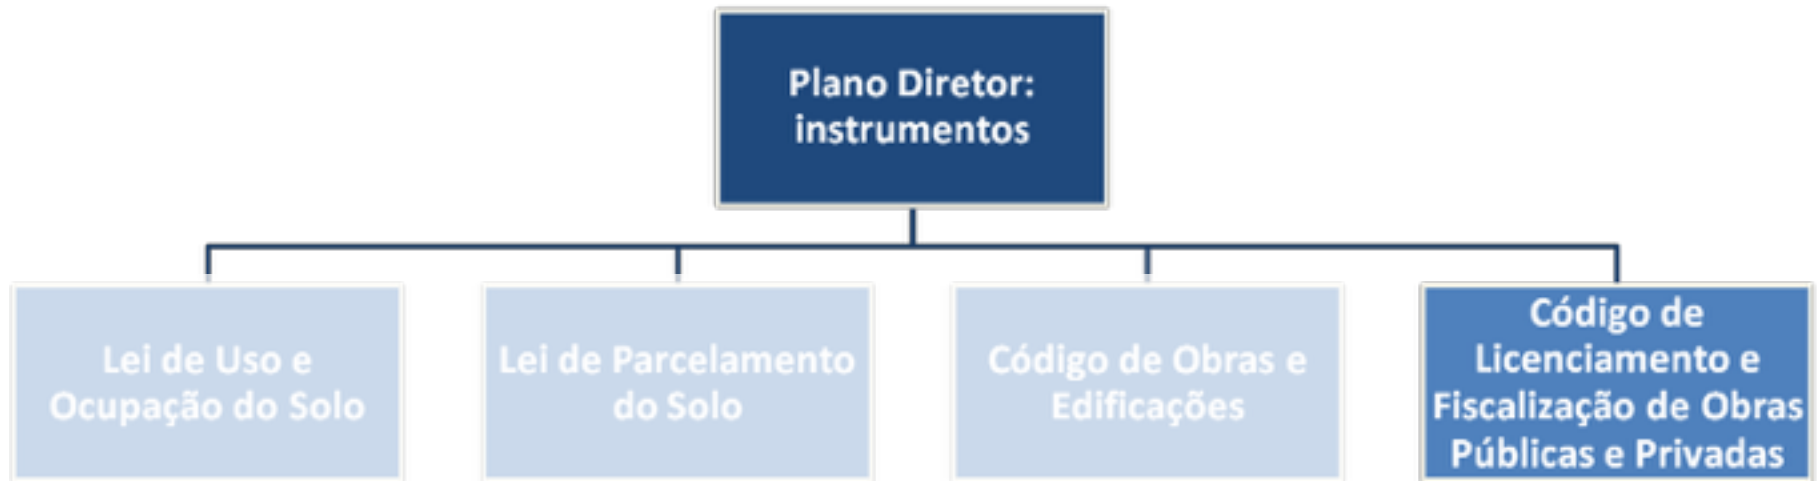 Plano Diretor:
instrumentos
Lei de Uso e
Ocupação do Solo
Lei de Parcelamento
do Solo
Código de Obras e
Edificações
Código de
Licenciamento e
Fiscalização de Obras
Públicas e Privadas